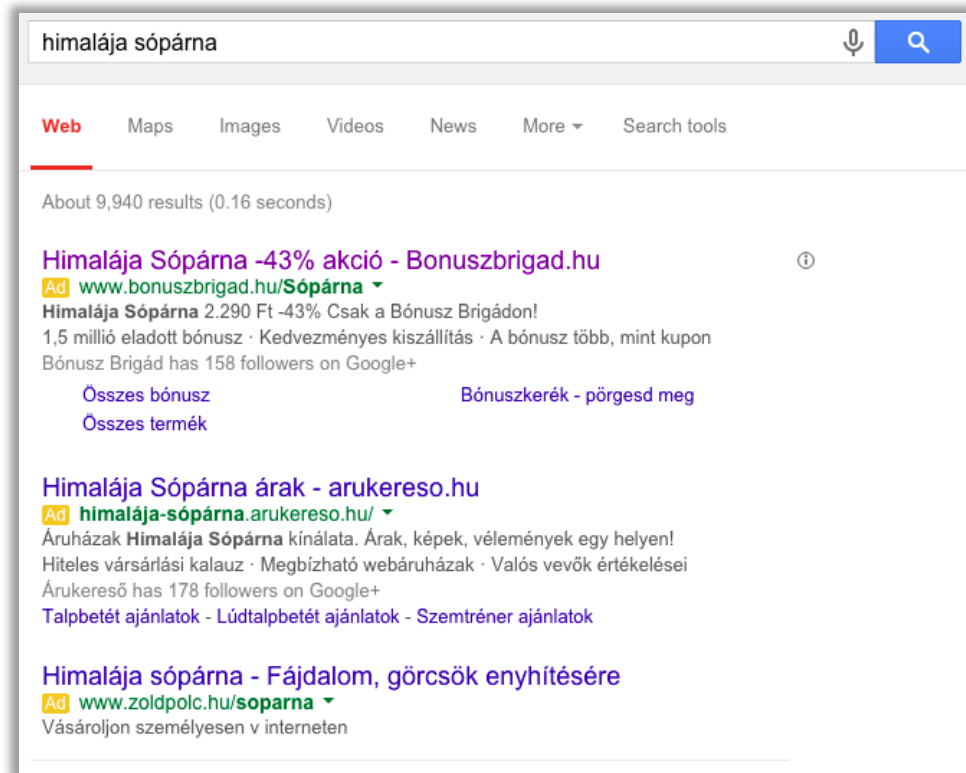 himalája sópárna
Web Maps Images Videos News More Search tools
About 9,940 results (0.16 seconds)
Himalája Sópárna -43% akció - Bonuszbrigad.hu
Ad www.bonuszbrigad.hu/Sópárna
Himalája Sópárna 2.290 Ft -43% Csak a Bónusz Brigádon!
1,5 millió eladott bónusz · Kedvezményes kiszállítás · A bónusz több, mint kupon
Bónusz Brigád has 158 followers on Google+
Összes bónusz Bónuszkerék - pörgesd meg
Összes termék
Himalája Sópárna árak - arukereso.hu
Ad himalája-sópárna.arukereso.hu/
Áruházak Himalája Sópárna kínálata. Árak, képek, vélemények egy helyen!
Hiteles vársárlási kalauz · Megbízható webáruházak · Valós vevők értékelései
Árukereső has 178 followers on Google+
Talpbetét ajánlatok - Lúdtalpbetét ajánlatok - Szemtréner ajánlatok
Himalája sópárna - Fájdalom, görcsök enyhítésére
Ad www.zoldpolc.hu/soparna
Vásároljon személyesen v interneten